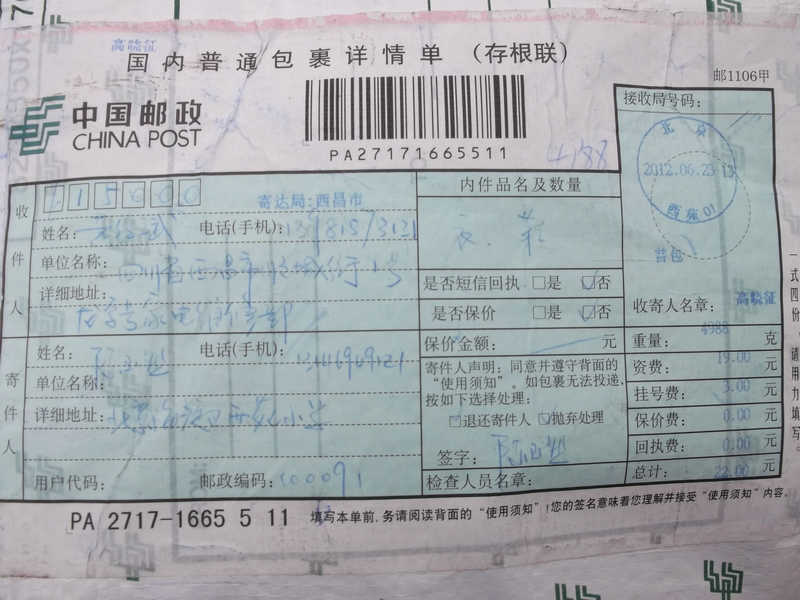 高晓征
国内普通包裹详情单 (存根联)
邮1106甲
中国邮政
CHINA POST
PA27171665511
接收局号码:
北京
2012.06.23 13
西苑01
普包
收寄人名章: 高晓征
收件人
615000
寄达局:西昌市
姓名:
电话(手机):
单位名称:
详细地址:
内件品名及数量
是否短信回执 □是 □否
是否保价 □是 □否
保价金额: 元
重量: 4988 克
资费: 19.00 元
挂号费: 3.00 元
保价费: 0.00 元
回执费: 0.00 元
总计: 22.00 元
寄件人
姓名:
电话(手机):
单位名称:
详细地址:
用户代码:
邮政编码: 100091
寄件人声明: 同意并遵守背面的
“使用须知”。如包裹无法投递,
按如下选择处理:
□退还寄件人 □抛弃处理
签字:
检查人员名章:
PA 2717-1665 5 11
填写本单前,务请阅读背面的“使用须知”!您的签名意味着您理解并接受“使用须知”内容。
一式四份 请用力填写